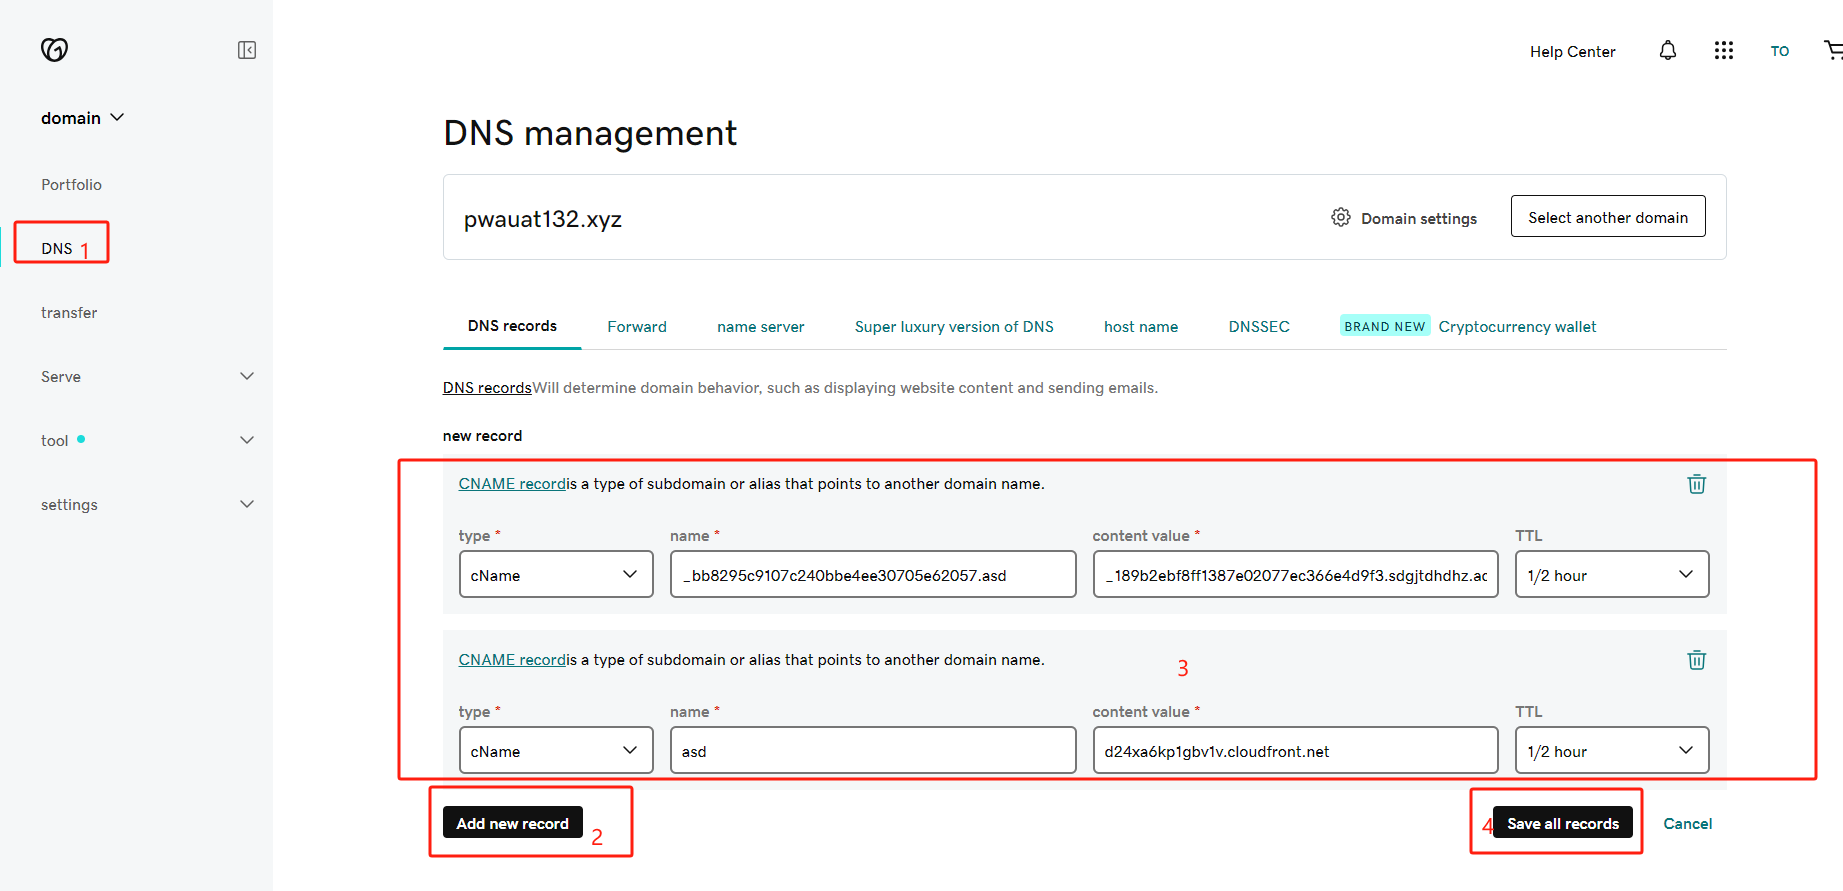 Help Center
TO
domain
Portfolio
DNS 1
transfer
Serve
tool
settings
DNS management
pwauat132.xyz
Domain settings
Select another domain
DNS records Forward name server Super luxury version of DNS host name DNSSEC BRAND NEW Cryptocurrency wallet
DNS recordsWill determine domain behavior, such as displaying website content and sending emails.
new record
CNAME recordis a type of subdomain or alias that points to another domain name.
type * name * content value * TTL
cName _bb8295c9107c240bbe4ee30705e62057.asd _189b2ebf8ff1387e02077ec366e4d9f3.sdgjtdhdhz.ac 1/2 hour
CNAME recordis a type of subdomain or alias that points to another domain name.
3
type * name * content value * TTL
cName asd d24xa6kp1gbv1v.cloudfront.net 1/2 hour
Add new record 2
4 Save all records Cancel